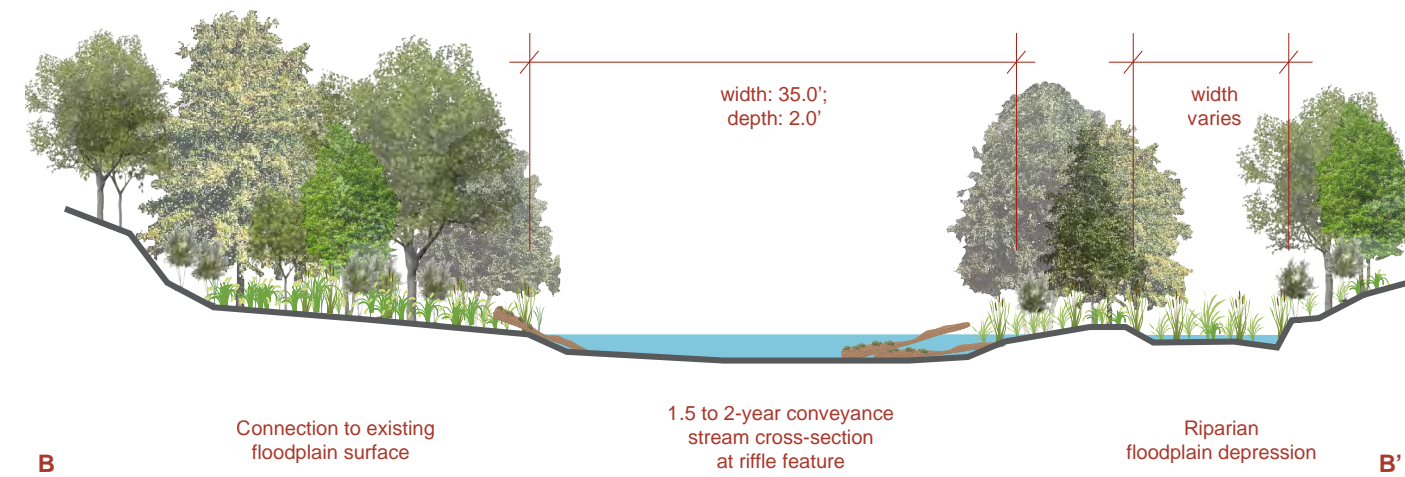 width: 35.0’;
depth: 2.0’
width
varies
Connection to existing
floodplain surface
1.5 to 2-year conveyance
stream cross-section
at riffle feature
Riparian
floodplain depression
B
B’